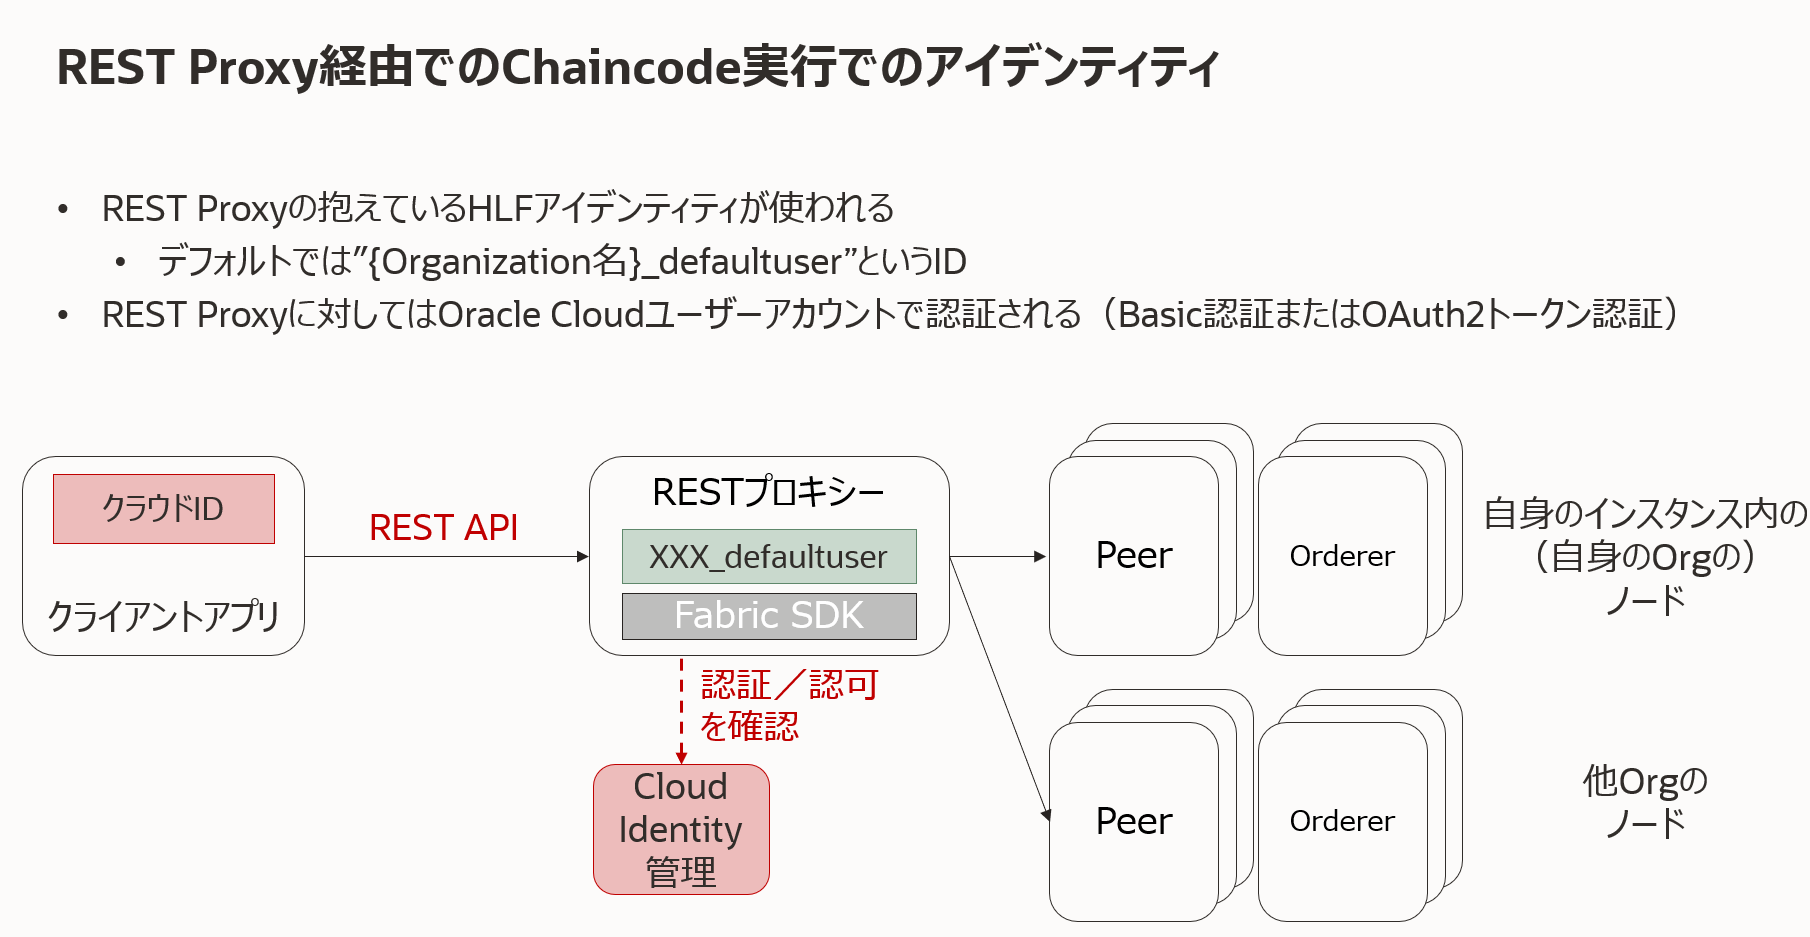 REST Proxy経由でのChaincode実行でのアイデンティティ
• REST Proxyの抱えているHLFアイデンティティが使われる
• デフォルトでは”{Organization名}_defaultuser”というID
• REST Proxyに対してはOracle Cloudユーザーアカウントで認証される（Basic認証またはOAuth2トークン認証）
クラウドID
クライアントアプリ
REST API
RESTプロキシー
XXX_defaultuser
Fabric SDK
認証／認可
を確認
Cloud
Identity
管理
Peer
Orderer
自身のインスタンス内の
（自身のOrgの）
ノード
Peer
Orderer
他Orgの
ノード